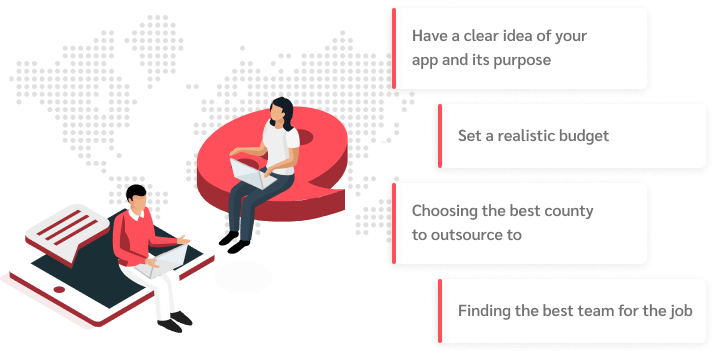 Have a clear idea of your
app and its purpose
Set a realistic budget
Choosing the best county
to outsource to
Finding the best team for the job